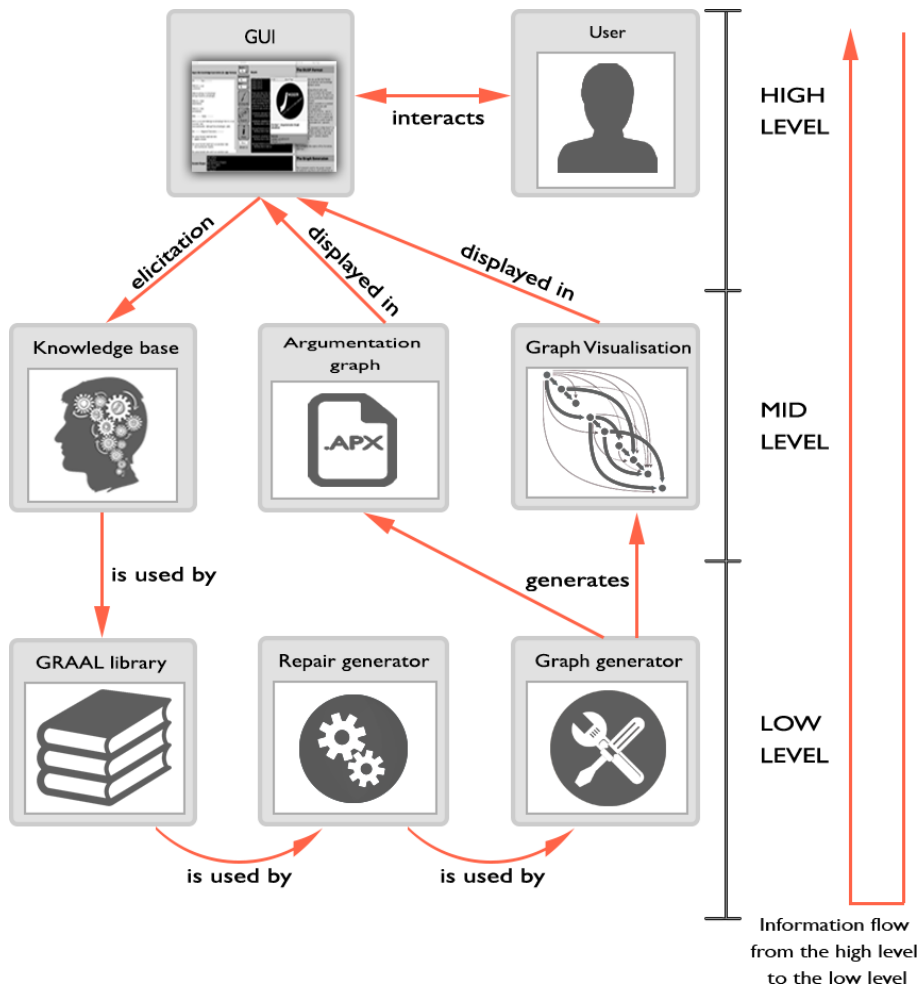 GUI
User
interacts
HIGH
LEVEL
elicitation
displayed in
displayed in
Knowledge base
Argumentation
graph
Graph Visualisation
.APX
MID
LEVEL
is used by
generates
GRAAL library
Repair generator
Graph generator
LOW
LEVEL
is used by
is used by
Information flow
from the high level
to the low level